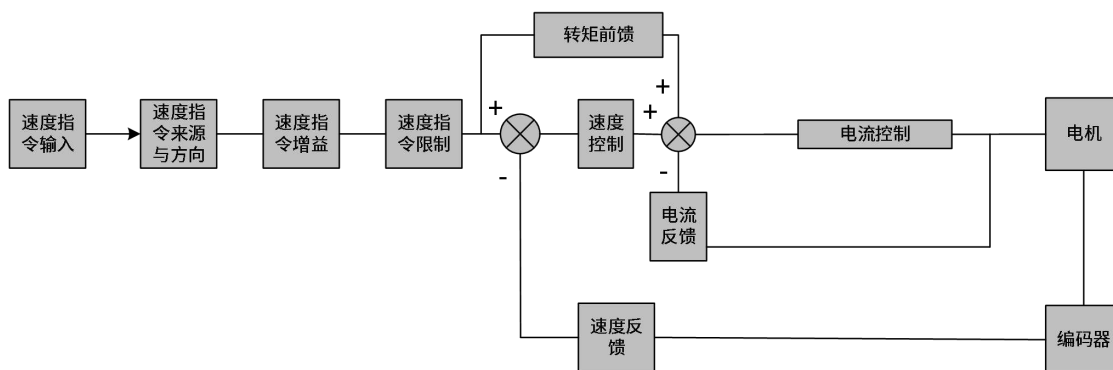 转矩前馈
速度指
令输入
速度指
令来源
与方向
速度指
令增益
速度指
令限制
+
-
速度
控制
+
+
-
电流控制
电机
电流
反馈
速度反
馈
编码器